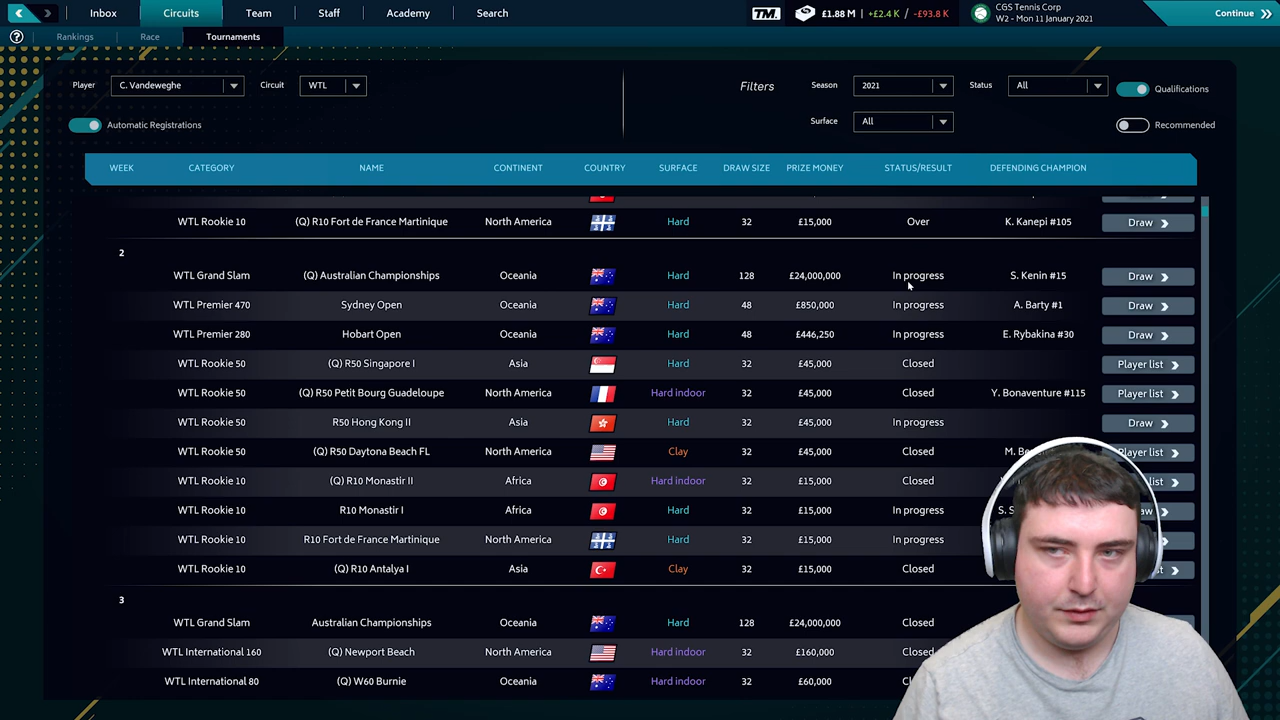 Inbox Circuits Team Staff Academy Search TM. £1.88 M +£2.4 K / -£93.8 K CGS Tennis Corp Continue
W2 - Mon 11 January 2021
Rankings Race Tournaments
Player C. Vandeweghe Circuit WTL Filters Season 2021 Status All Qualifications
Automatic Registrations Surface All Recommended
WEEK CATEGORY NAME CONTINENT COUNTRY SURFACE DRAW SIZE PRIZE MONEY STATUS/RESULT DEFENDING CHAMPION
WTL Rookie 10 (Q) R10 Fort de France Martinique North America Hard 32 £15,000 Over K. Kanepi #105 Draw
2
WTL Grand Slam (Q) Australian Championships Oceania Hard 128 £24,000,000 In progress S. Kenin #15 Draw
WTL Premier 470 Sydney Open Oceania Hard 48 £850,000 In progress A. Barty #1 Draw
WTL Premier 280 Hobart Open Oceania Hard 48 £446,250 In progress E. Rybakina #30 Draw
WTL Rookie 50 (Q) R50 Singapore I Asia Hard 32 £45,000 Closed Player list
WTL Rookie 50 (Q) R50 Petit Bourg Guadeloupe North America Hard indoor 32 £45,000 Closed Y. Bonaventure #115 Player list
WTL Rookie 50 R50 Hong Kong II Asia Hard 32 £45,000 In progress Draw
WTL Rookie 50 (Q) R50 Daytona Beach FL North America Clay 32 £45,000 Closed M. list
WTL Rookie 10 (Q) R10 Monastir II Africa Hard indoor 32 £15,000 Closed
WTL Rookie 10 R10 Monastir I Africa Hard 32 £15,000 In progress
WTL Rookie 10 R10 Fort de France Martinique North America Hard 32 £15,000 In progress
WTL Rookie 10 (Q) R10 Antalya I Asia Clay 32 £15,000 Closed
3
WTL Grand Slam Australian Championships Oceania Hard 128 £24,000,000 Closed
WTL International 160 (Q) Newport Beach North America Hard indoor 32 £160,000 Closed
WTL International 80 (Q) W60 Burnie Oceania Hard indoor 32 £60,000